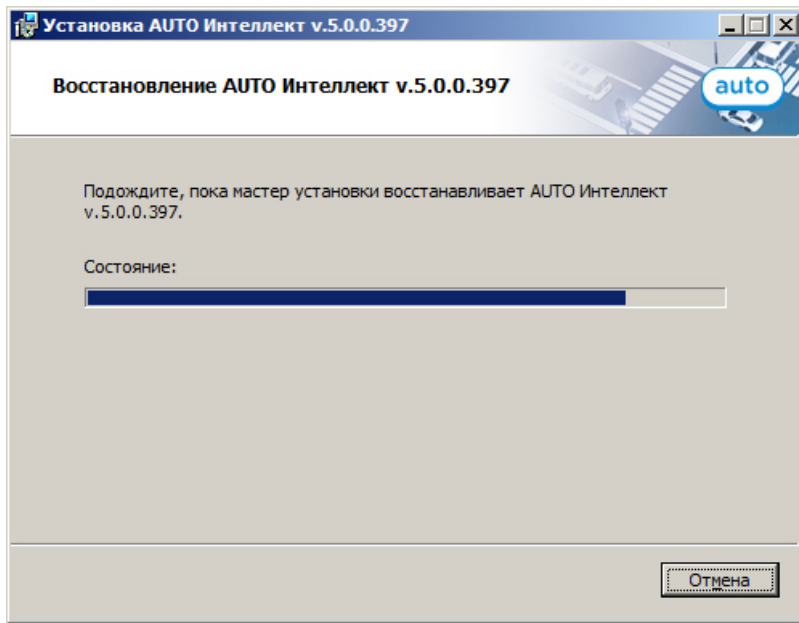 Установка AUTO Интеллект v.5.0.0.397
Восстановление AUTO Интеллект v.5.0.0.397
auto
Подождите, пока мастер установки восстанавливает AUTO Интеллект
v.5.0.0.397.
Состояние:
Отмена